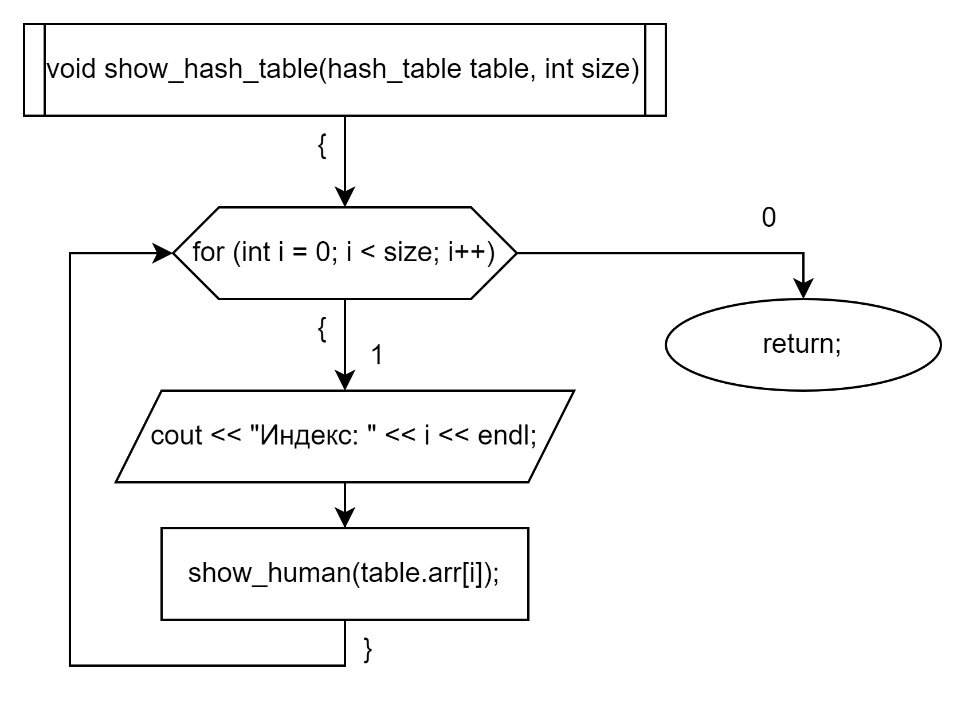 void show_hash_table(hash_table table, int size)
{
0
for (int i = 0; i < size; i++)
{
1
return;
cout << "Индекс: " << i << endl;
show_human(table.arr[i]);
}